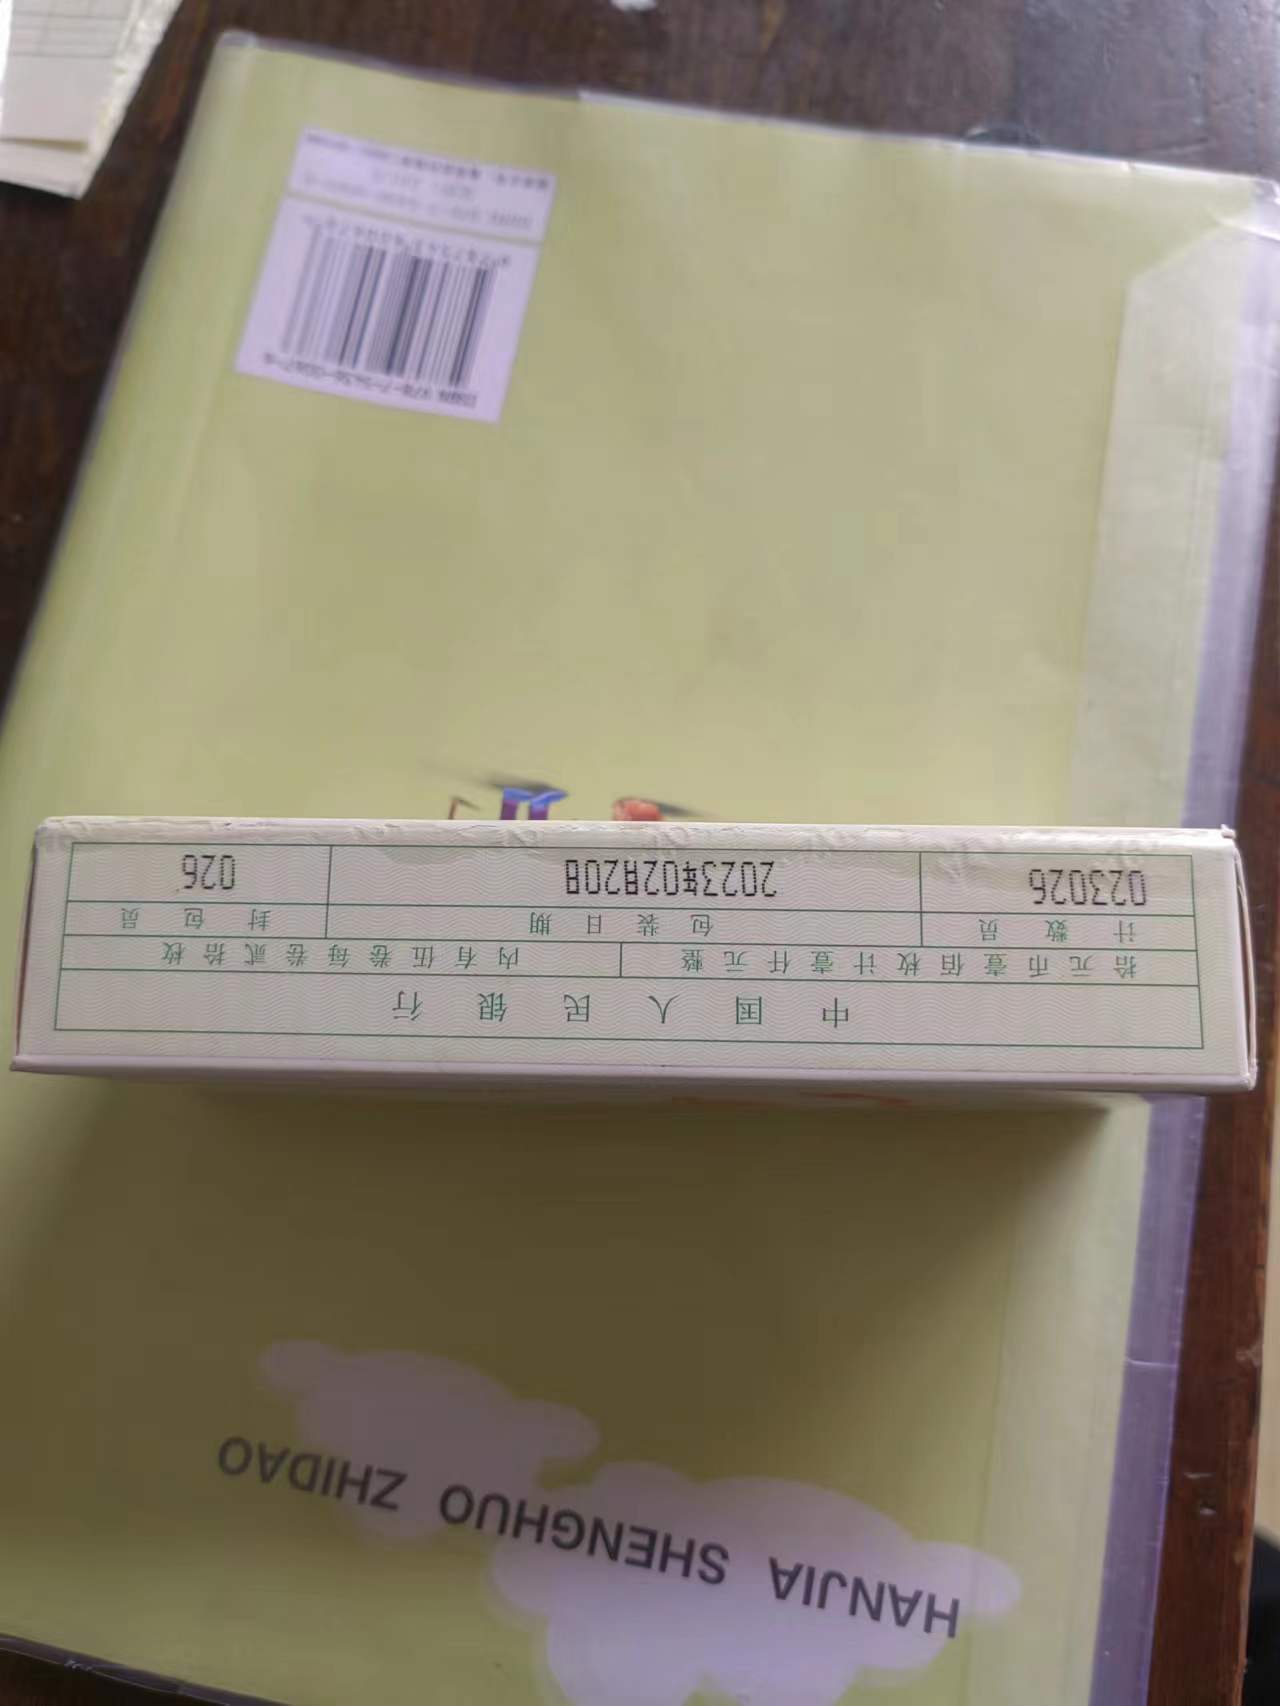 HANJIA SHENGHUO ZHIDAO
中国人民银行
拾元币壹佰枚计壹仟元整 内有伍卷每卷贰拾枚
计数员 包装日期 封包员
023026 2023年02月20日 026
ISBN